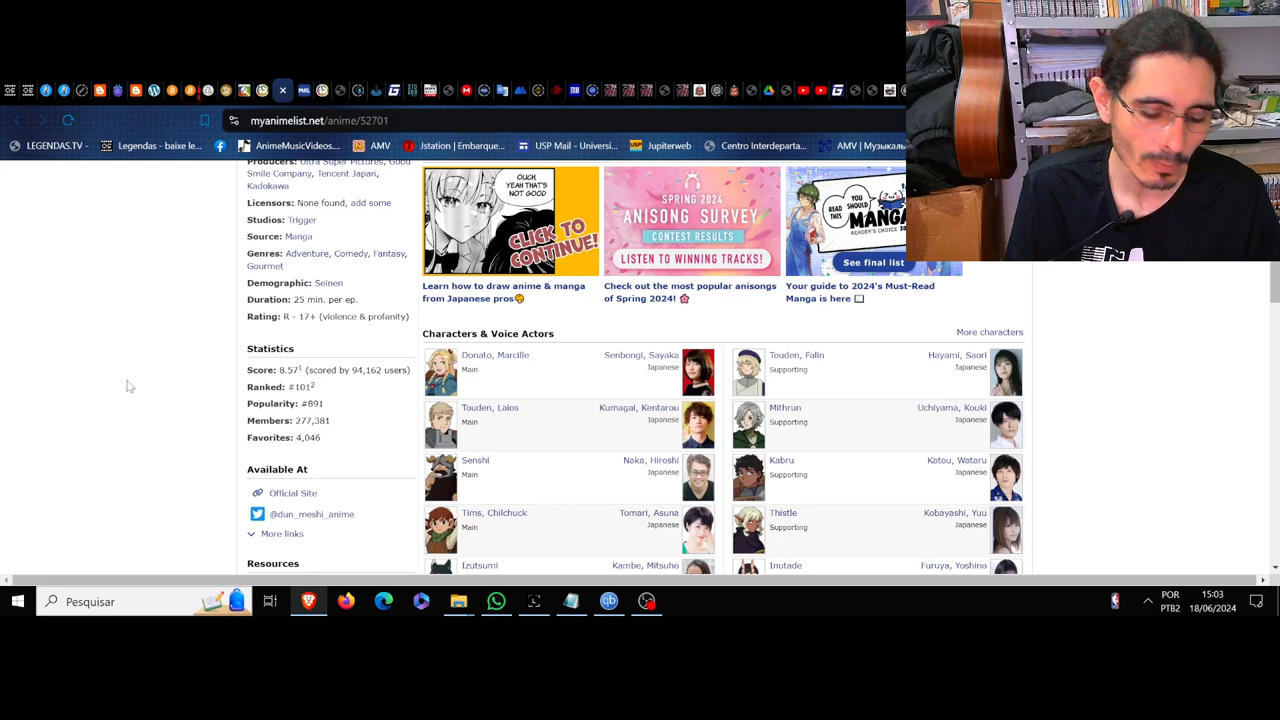 myanimelist.net/anime/52701
LEGENDAS.TV -
Legendas - baixe le...
AnimeMusicVideos....
AMV
Jstation | Embarque...
USP
USP Mail - Universi...
Jupiterweb
Centro Interdeparta...
AMV | Музыкаль
Producers: Ultra Super Pictures, Good
Smile Company, Tencent Japan,
Kadokawa
Licensors: None found, add some
Studios: Trigger
Source: Manga
Genres: Adventure, Comedy, Fantasy,
Gourmet
Demographic: Seinen
Duration: 25 min. per ep.
Rating: R - 17+ (violence & profanity)
Statistics
Score: 8.57¹ (scored by 94,162 users)
Ranked: #101²
Popularity: #891
Members: 277,381
Favorites: 4,046
Available At
Official Site
@dun_meshi_anime
More links
Resources
OUCH,
YEAH THAT'S
NOT GOOD
CLICK TO
CONTINUE!
Learn how to draw anime & manga
from Japanese pros
SPRING 2024
ANISONG SURVEY
CONTEST RESULTS
LISTEN TO WINNING TRACKS!
Check out the most popular anisongs
of Spring 2024!
READ THIS
YOU SHOULD
MANGA
READER'S CHOICE 20
See final list
Your guide to 2024's Must-Read
Manga is here
Characters & Voice Actors
More characters
Donato, Marcille
Main
Senbongi, Sayaka
Japanese
Touden, Falin
Supporting
Hayami, Saori
Japanese
Touden, Laios
Main
Kumagai, Kentarou
Japanese
Mithrun
Supporting
Uchiyama, Kouki
Japanese
Senshi
Main
Naka, Hiroshi
Japanese
Kabru
Supporting
Katou, Wataru
Japanese
Tims, Chilchuck
Main
Tomari, Asuna
Japanese
Thistle
Supporting
Kobayashi, Yuu
Japanese
Izutsumi
Kambe, Mitsuho
Inutade
Furuya, Yoshino
Pesquisar
POR
PTB2
15:03
18/06/2024